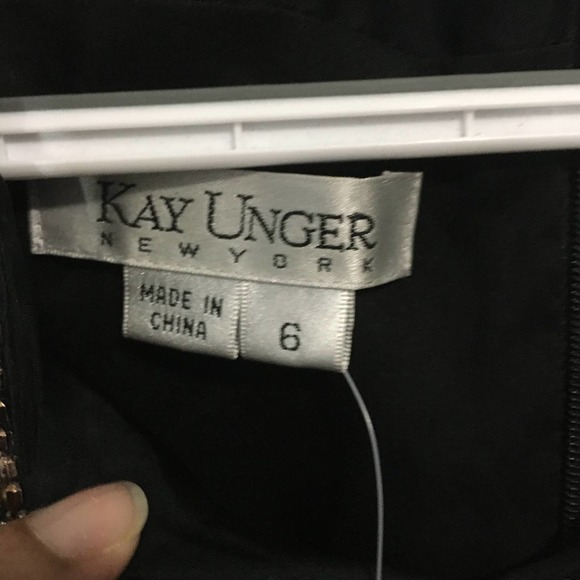 KAY UNGER
NEW YORK
MADE IN
CHINA
6